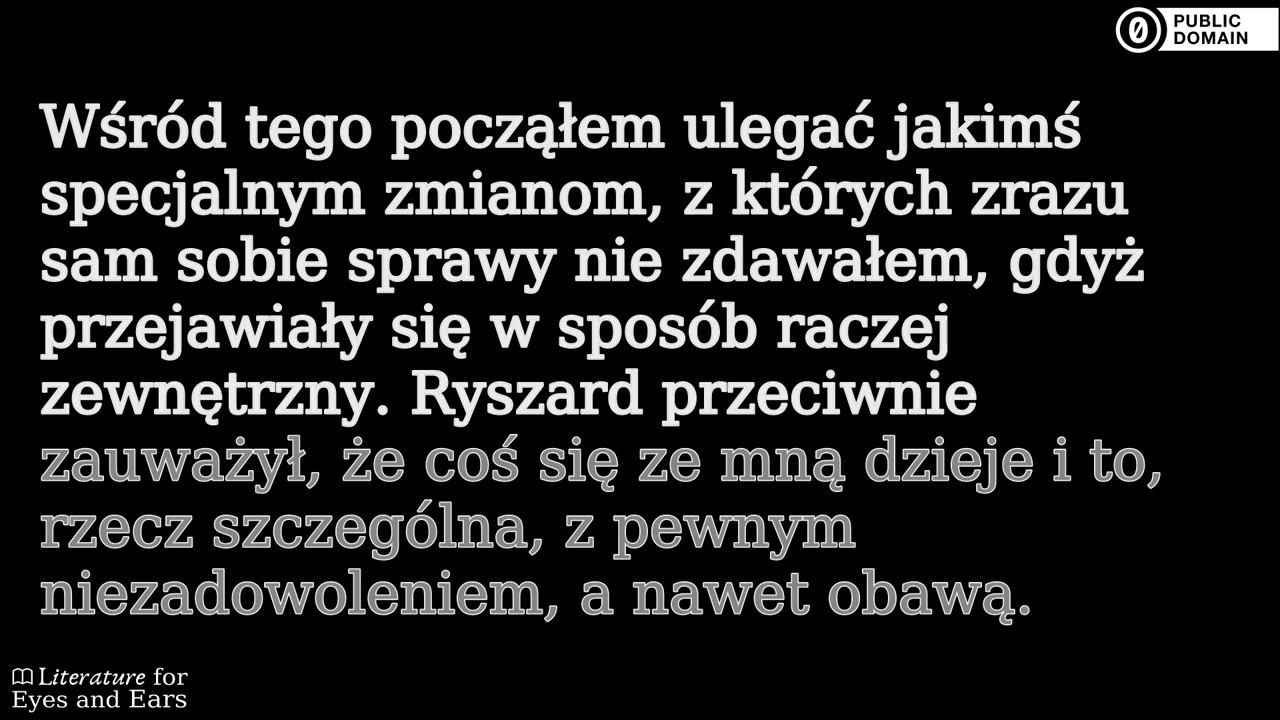 PUBLIC
DOMAIN
Wśród tego począłem ulegać jakimś
specjalnym zmianom, z których zrazu
sam sobie sprawy nie zdawałem, gdyż
przejawiały się w sposób raczej
zewnętrzny. Ryszard przeciwnie
zauważył, że coś się ze mną dzieje i to,
rzecz szczególna, z pewnym
niezadowoleniem, a nawet obawą.
Literature for
Eyes and Ears